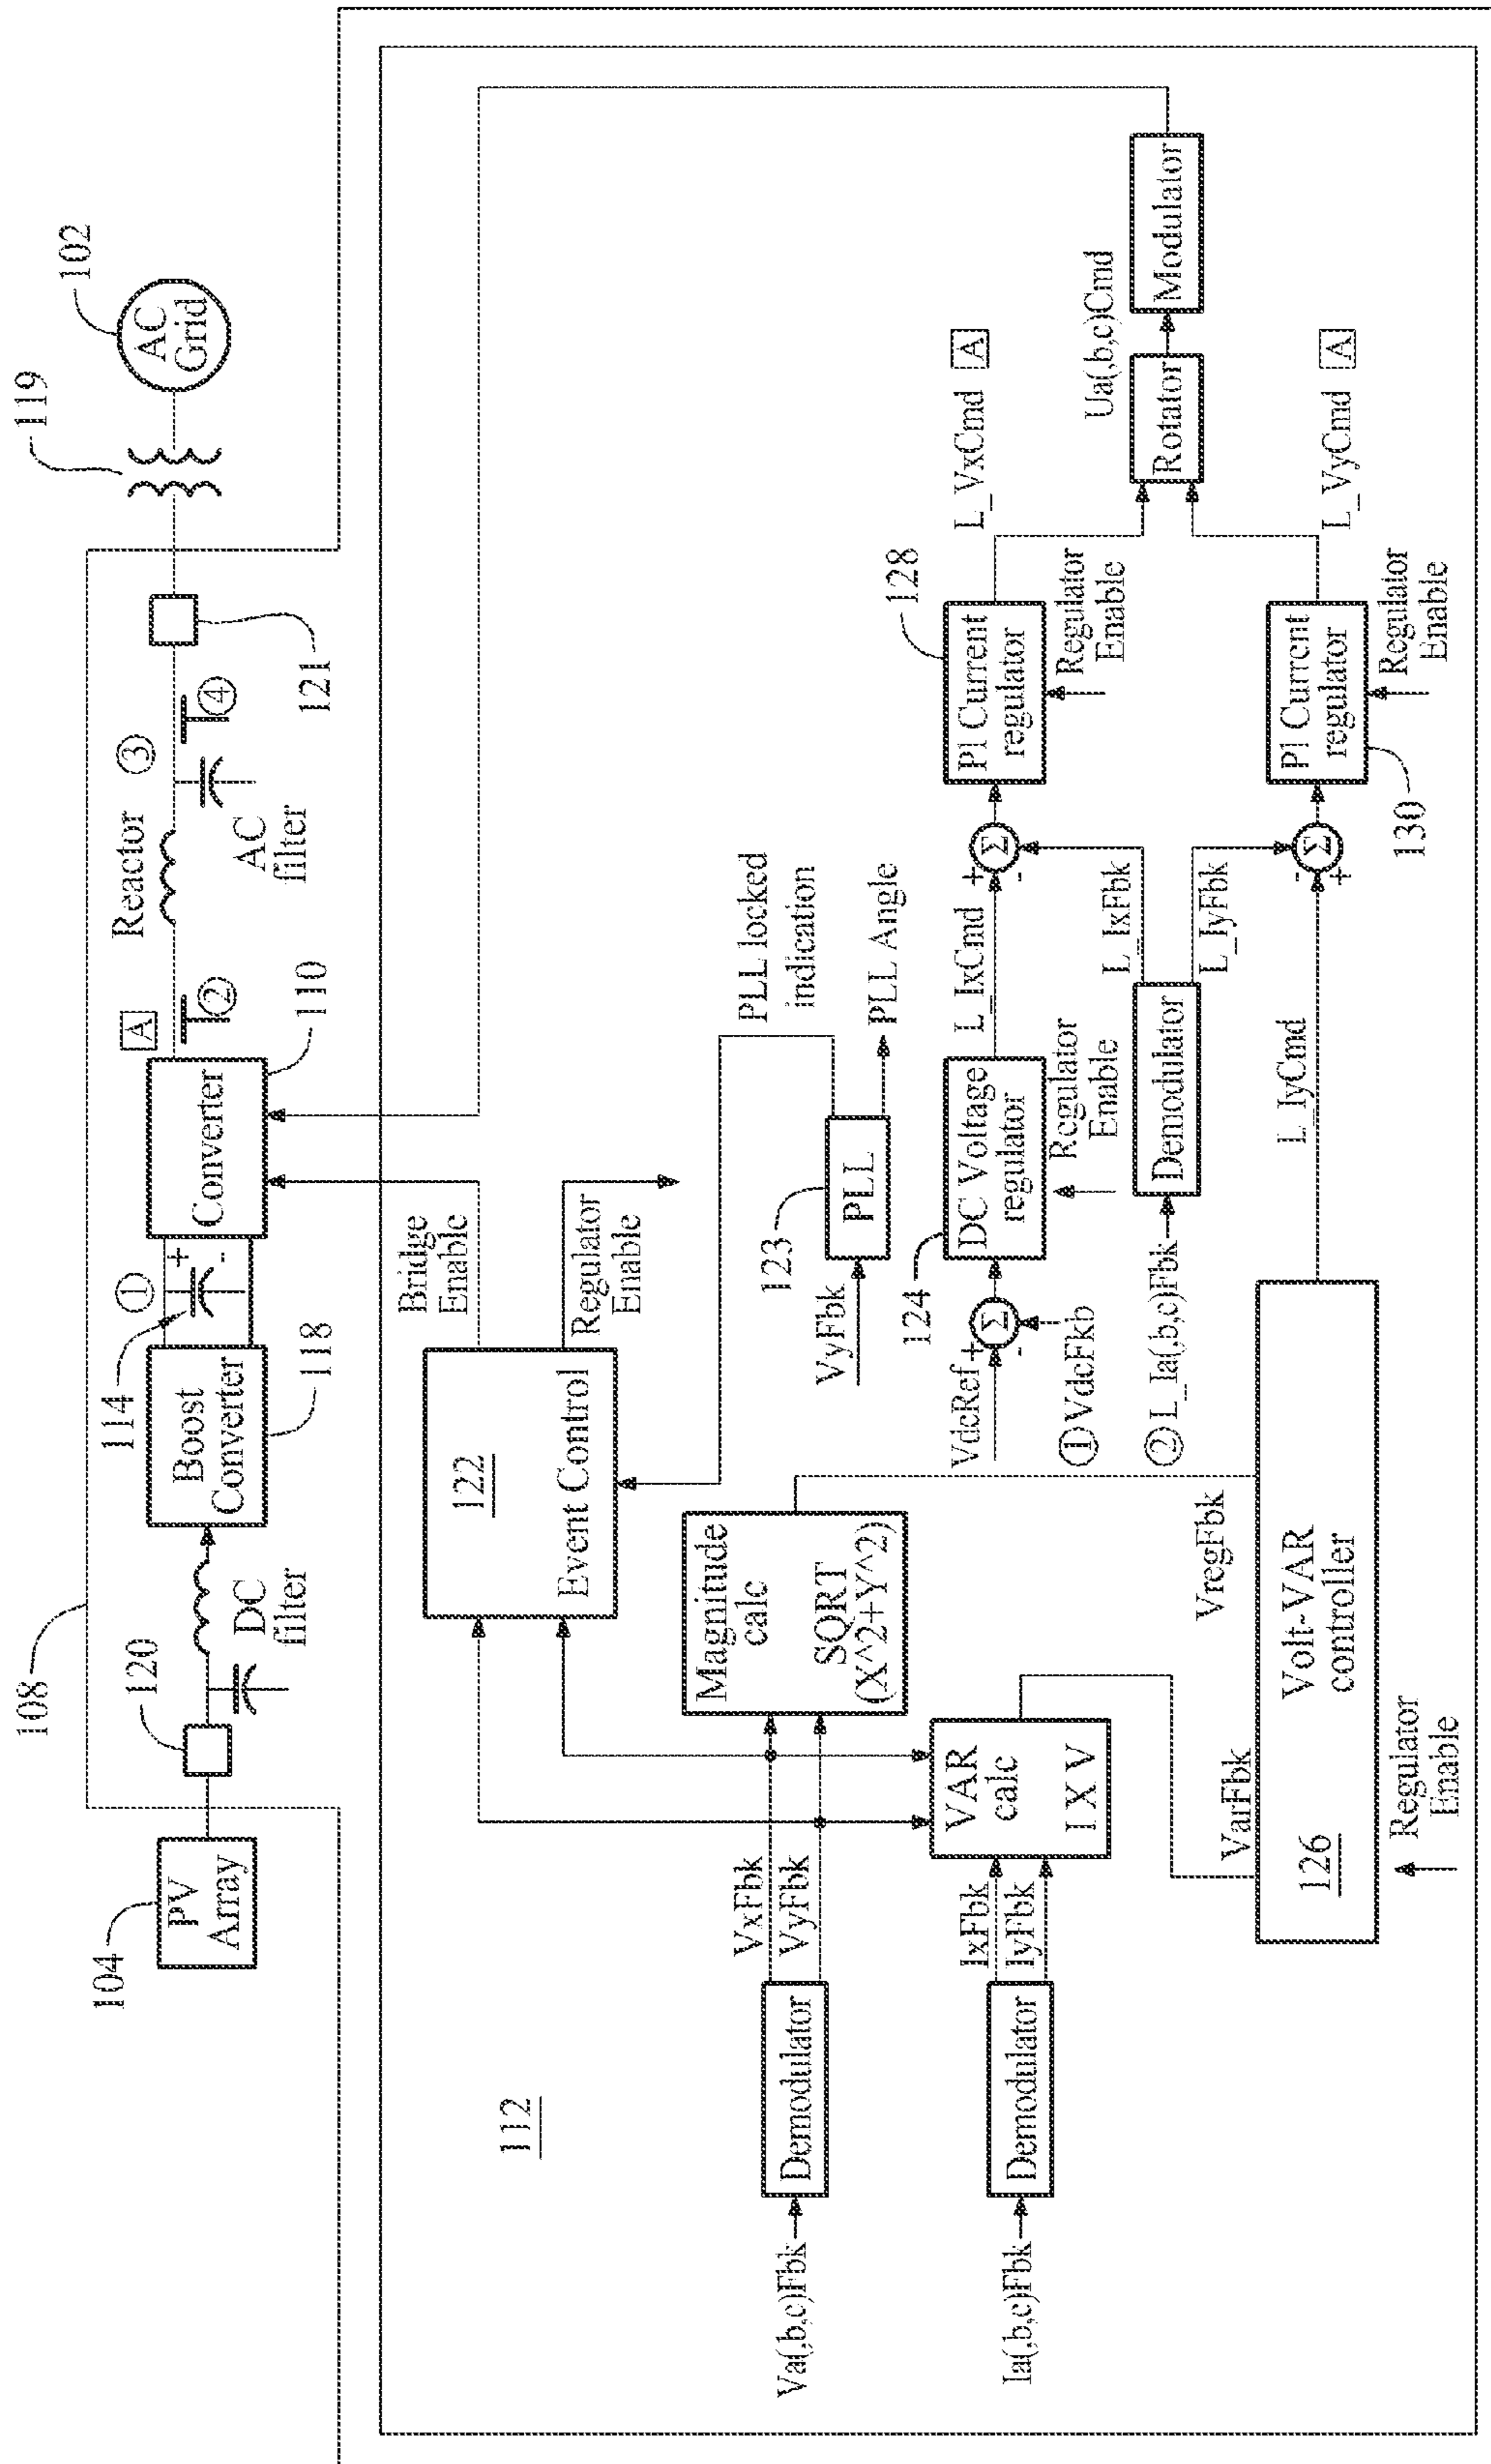 108
104
PV
Array
120
DC
filter
Boost
Converter
118
114
①
+
-
Converter
110
A
②
Reactor
③
AC
filter
④
121
119
AC
Grid
102
112
Bridge
Enable
122
Event Control
Regulator
Enable
Magnitude
calc
SQRT
(X^2+Y^2)
VxFbk
VyFbk
Va(,b,c)Fbk
Demodulator
VAR
calc
I X V
IxFbk
IyFbk
Ia(,b,c)Fbk
Demodulator
VyFbk
PLL
123
PLL locked
indication
PLL Angle
VdcRef
+
Σ
-
① VdcFkb
124
DC Voltage
regulator
Regulator
Enable
L_IxCmd
+
Σ
-
② L_Ia(,b,c)Fbk
Demodulator
L_IxFbk
L_IyFbk
128
PI Current
regulator
Regulator
Enable
L_VxCmd A
Ua(,b,c)Cmd
Rotator
Modulator
L_VyCmd A
VregFbk
VarFbk
126
Volt-VAR
controller
Regulator
Enable
L_IyCmd
-
Σ
+
130
PI Current
regulator
Regulator
Enable